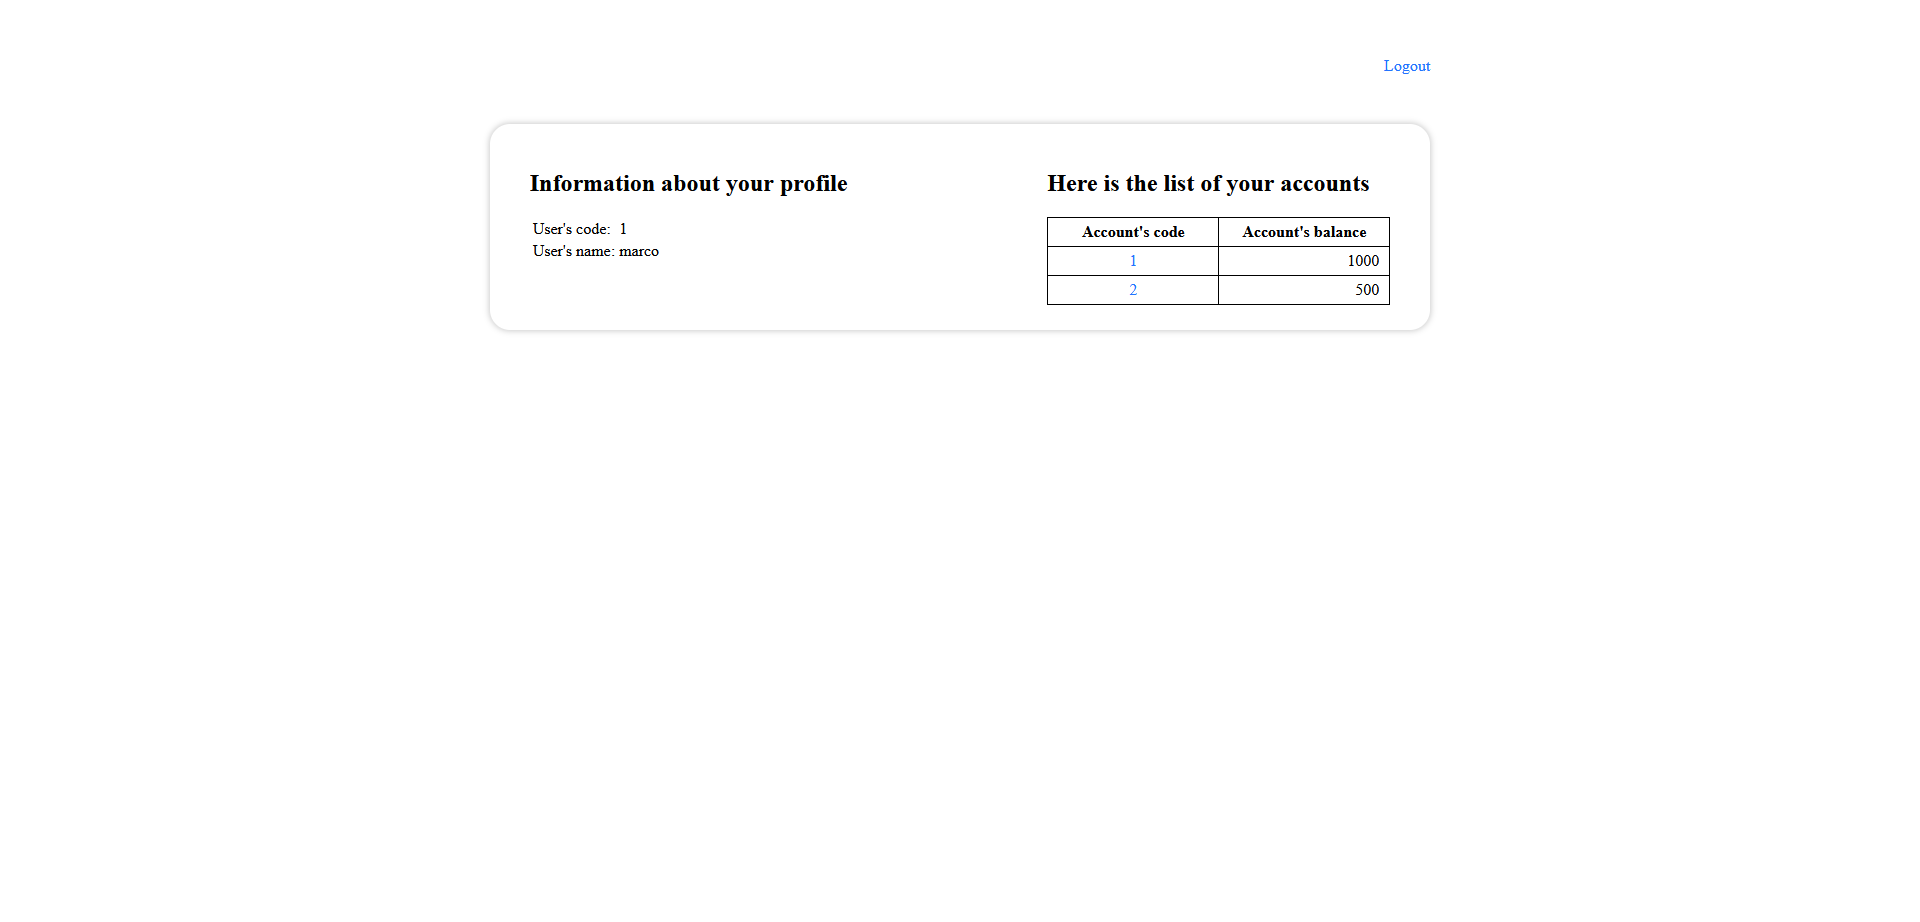 Logout
Information about your profile
User's code: 1
User's name: marco
Here is the list of your accounts
Account's code Account's balance
1 1000
2 500